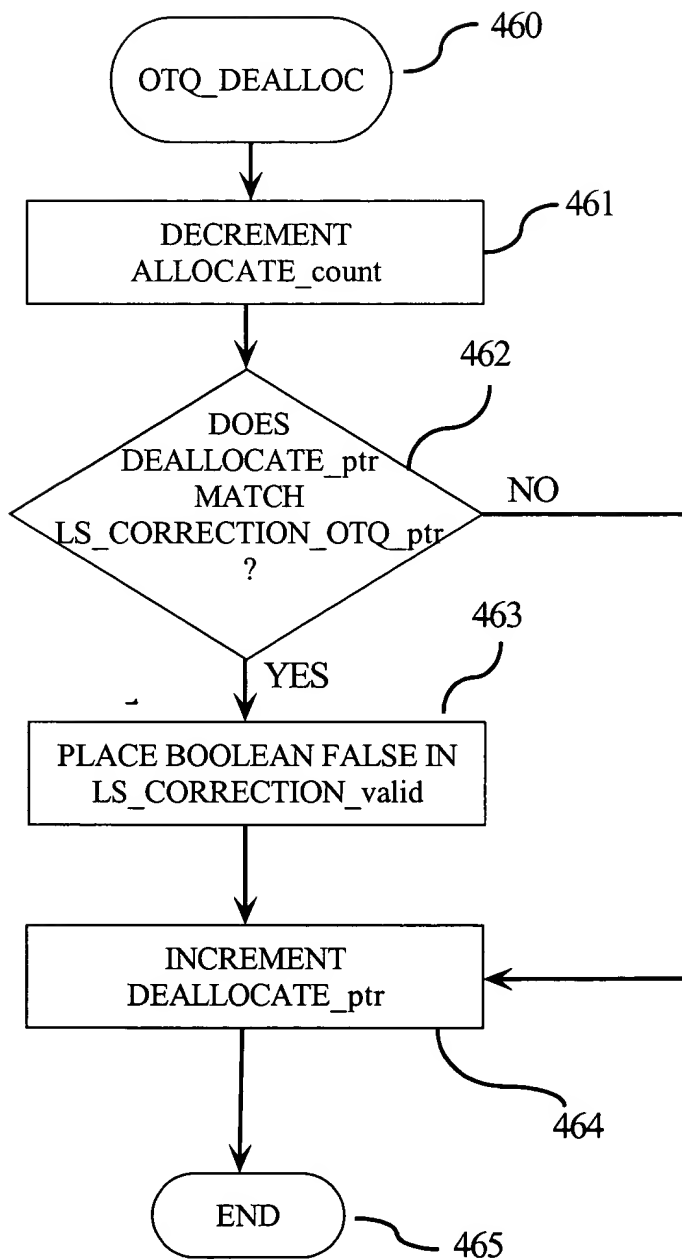 460
OTQ_DEALLOC
461
DECREMENT
ALLOCATE_count
462
DOES
DEALLOCATE_ptr
MATCH
LS_CORRECTION_OTQ_ptr
?
NO
YES
463
PLACE BOOLEAN FALSE IN
LS_CORRECTION_valid
INCREMENT
DEALLOCATE_ptr
464
END
465